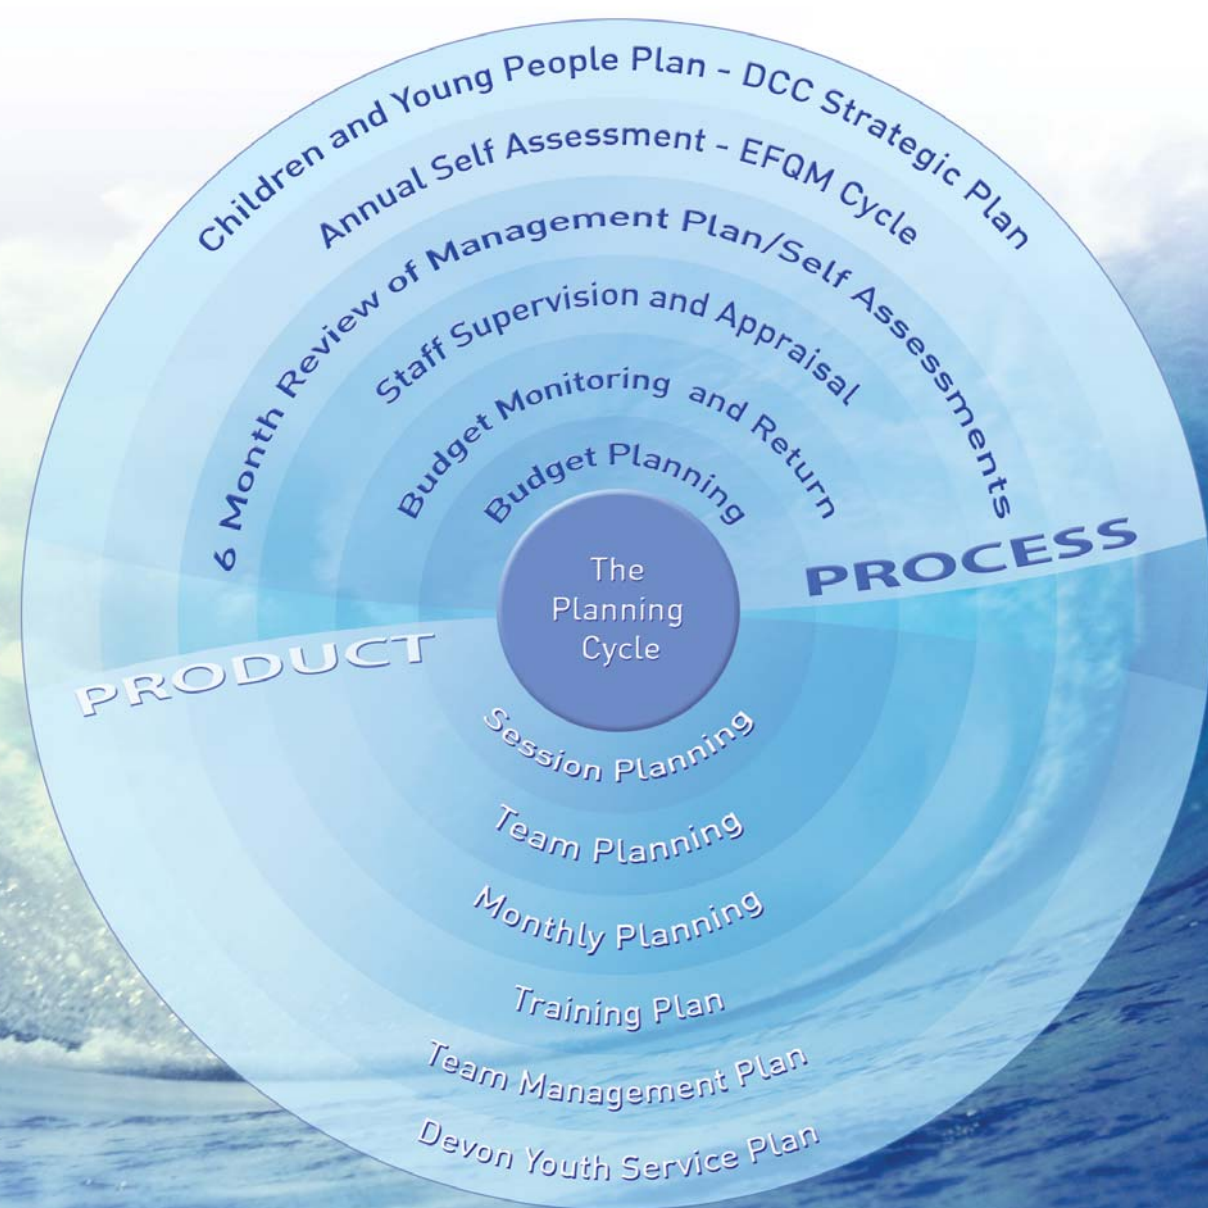 Children and Young People Plan - DCC Strategic Plan
Annual Self Assessment - EFQM Cycle
6 Month Review of Management Plan/Self Assessments
Staff Supervision and Appraisal
Budget Monitoring and Return
Budget Planning
PROCESS
The
Planning
Cycle
PRODUCT
Session Planning
Team Planning
Monthly Planning
Training Plan
Team Management Plan
Devon Youth Service Plan